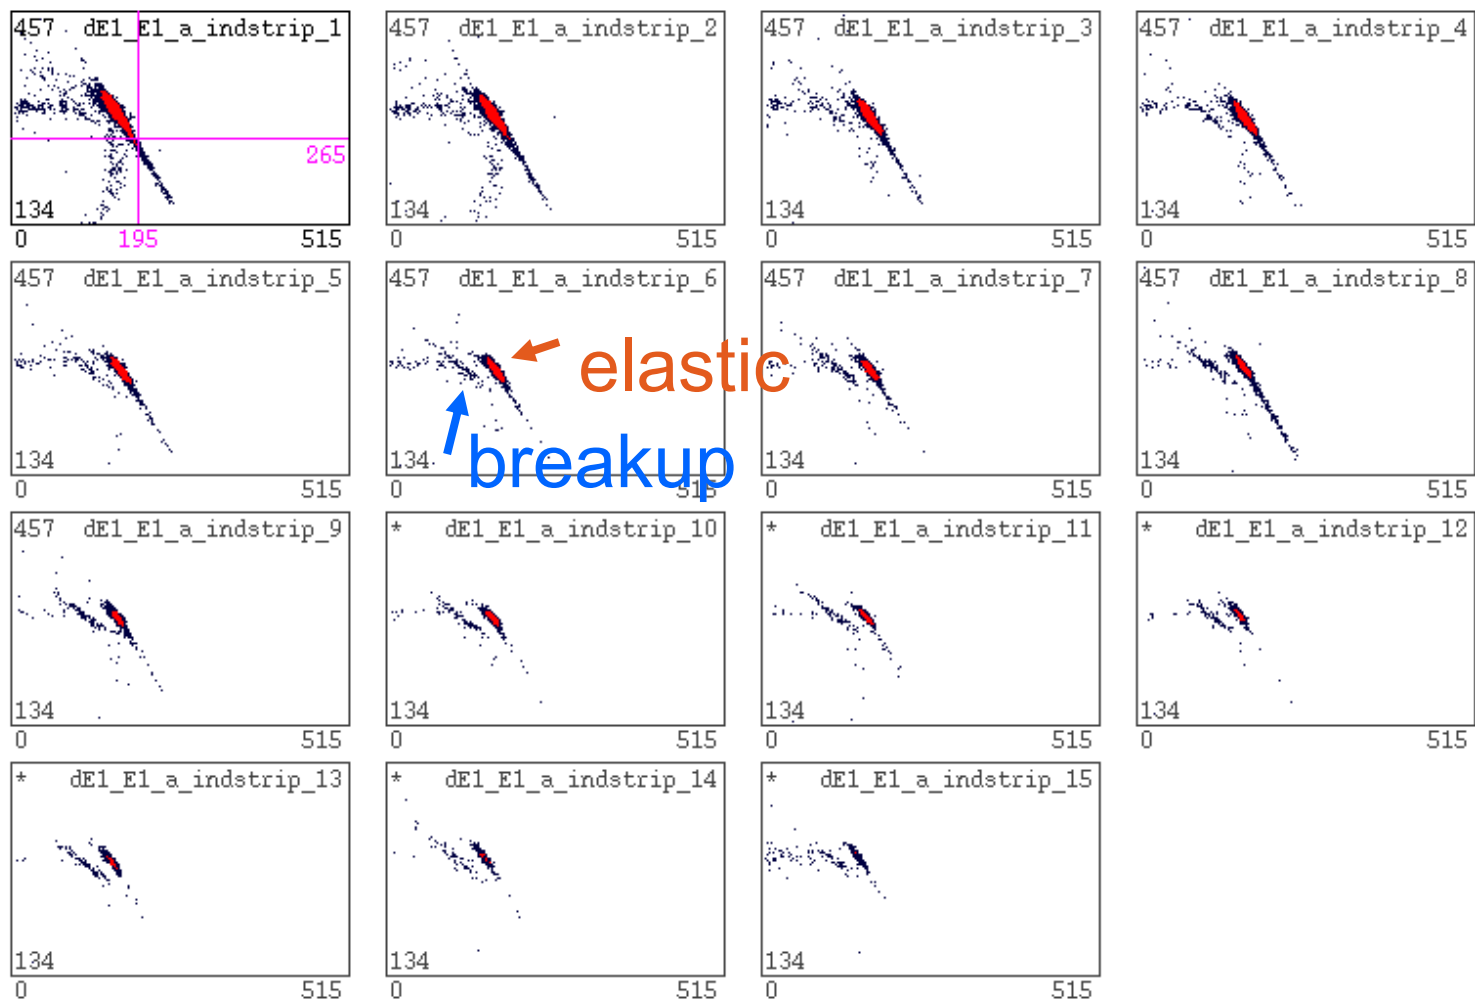 457 dE1_E1_a_indstrip_1
265
134
0 195 515
457 dE1_E1_a_indstrip_2
134
0 515
457 dE1_E1_a_indstrip_3
134
0 515
457 dE1_E1_a_indstrip_4
134
0 515
457 dE1_E1_a_indstrip_5
134
0 515
457 dE1_E1_a_indstrip_6
elastic
breakup
134
0 515
457 dE1_E1_a_indstrip_7
134
0 515
457 dE1_E1_a_indstrip_8
134
0 515
457 dE1_E1_a_indstrip_9
134
0 515
* dE1_E1_a_indstrip_10
134
0 515
* dE1_E1_a_indstrip_11
134
0 515
* dE1_E1_a_indstrip_12
134
0 515
* dE1_E1_a_indstrip_13
134
0 515
* dE1_E1_a_indstrip_14
134
0 515
* dE1_E1_a_indstrip_15
134
0 515